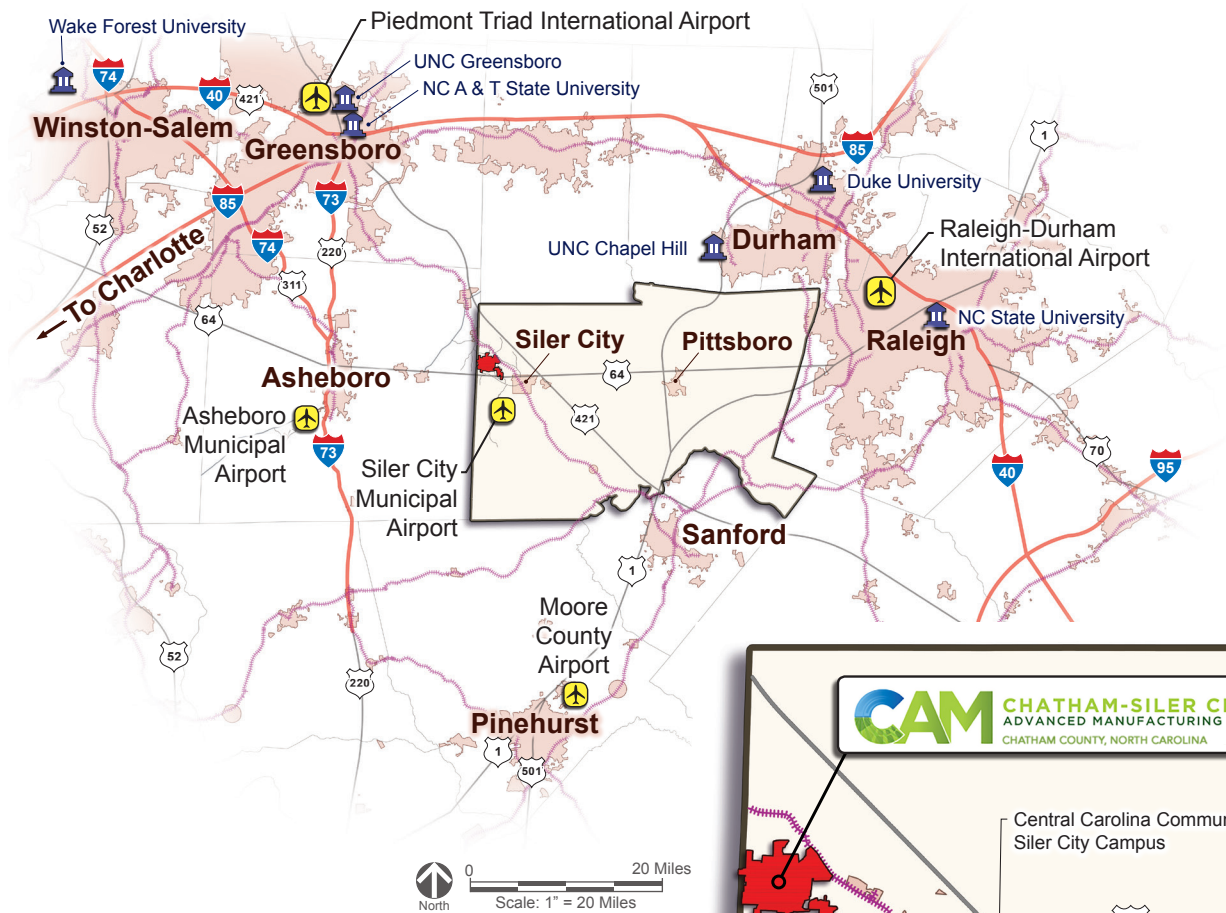 Wake Forest University
Piedmont Triad International Airport
UNC Greensboro
NC A & T State University
74
40
421
501
1
Winston-Salem
Greensboro
85
Duke University
85
73
52
74
220
UNC Chapel Hill
Durham
Raleigh-Durham
International Airport
To Charlotte
311
64
NC State University
Siler City
Pittsboro
Raleigh
Asheboro
64
Asheboro
Municipal
Airport
421
73
Siler City
Municipal
Airport
70
40
95
Sanford
1
Moore
County
Airport
52
220
Pinehurst
1
501
CAM
CHATHAM-SILER CI
ADVANCED MANUFACTURING
CHATHAM COUNTY, NORTH CAROLINA
Central Carolina Commun
Siler City Campus
0
20 Miles
North
Scale: 1" = 20 Miles